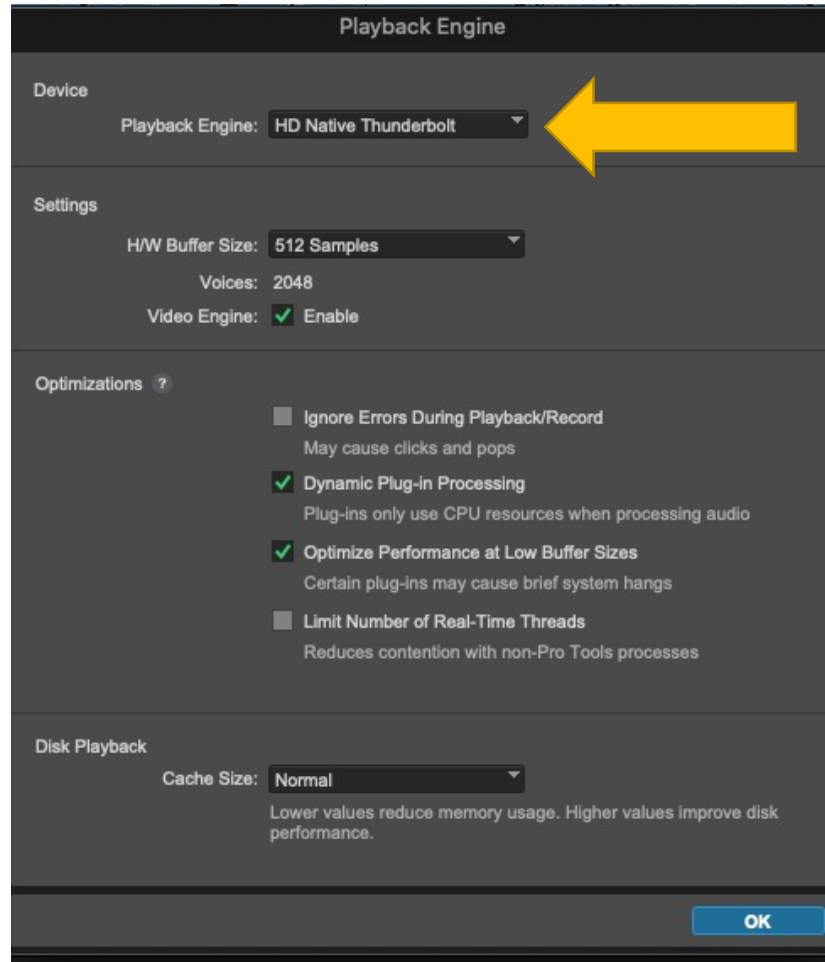 Playback Engine
Device
Playback Engine: HD Native Thunderbolt
Settings
H/W Buffer Size: 512 Samples
Voices: 2048
Video Engine: Enable
Optimizations ?
Ignore Errors During Playback/Record
May cause clicks and pops
Dynamic Plug-in Processing
Plug-ins only use CPU resources when processing audio
Optimize Performance at Low Buffer Sizes
Certain plug-ins may cause brief system hangs
Limit Number of Real-Time Threads
Reduces contention with non-Pro Tools processes
Disk Playback
Cache Size: Normal
Lower values reduce memory usage. Higher values improve disk
performance.
OK